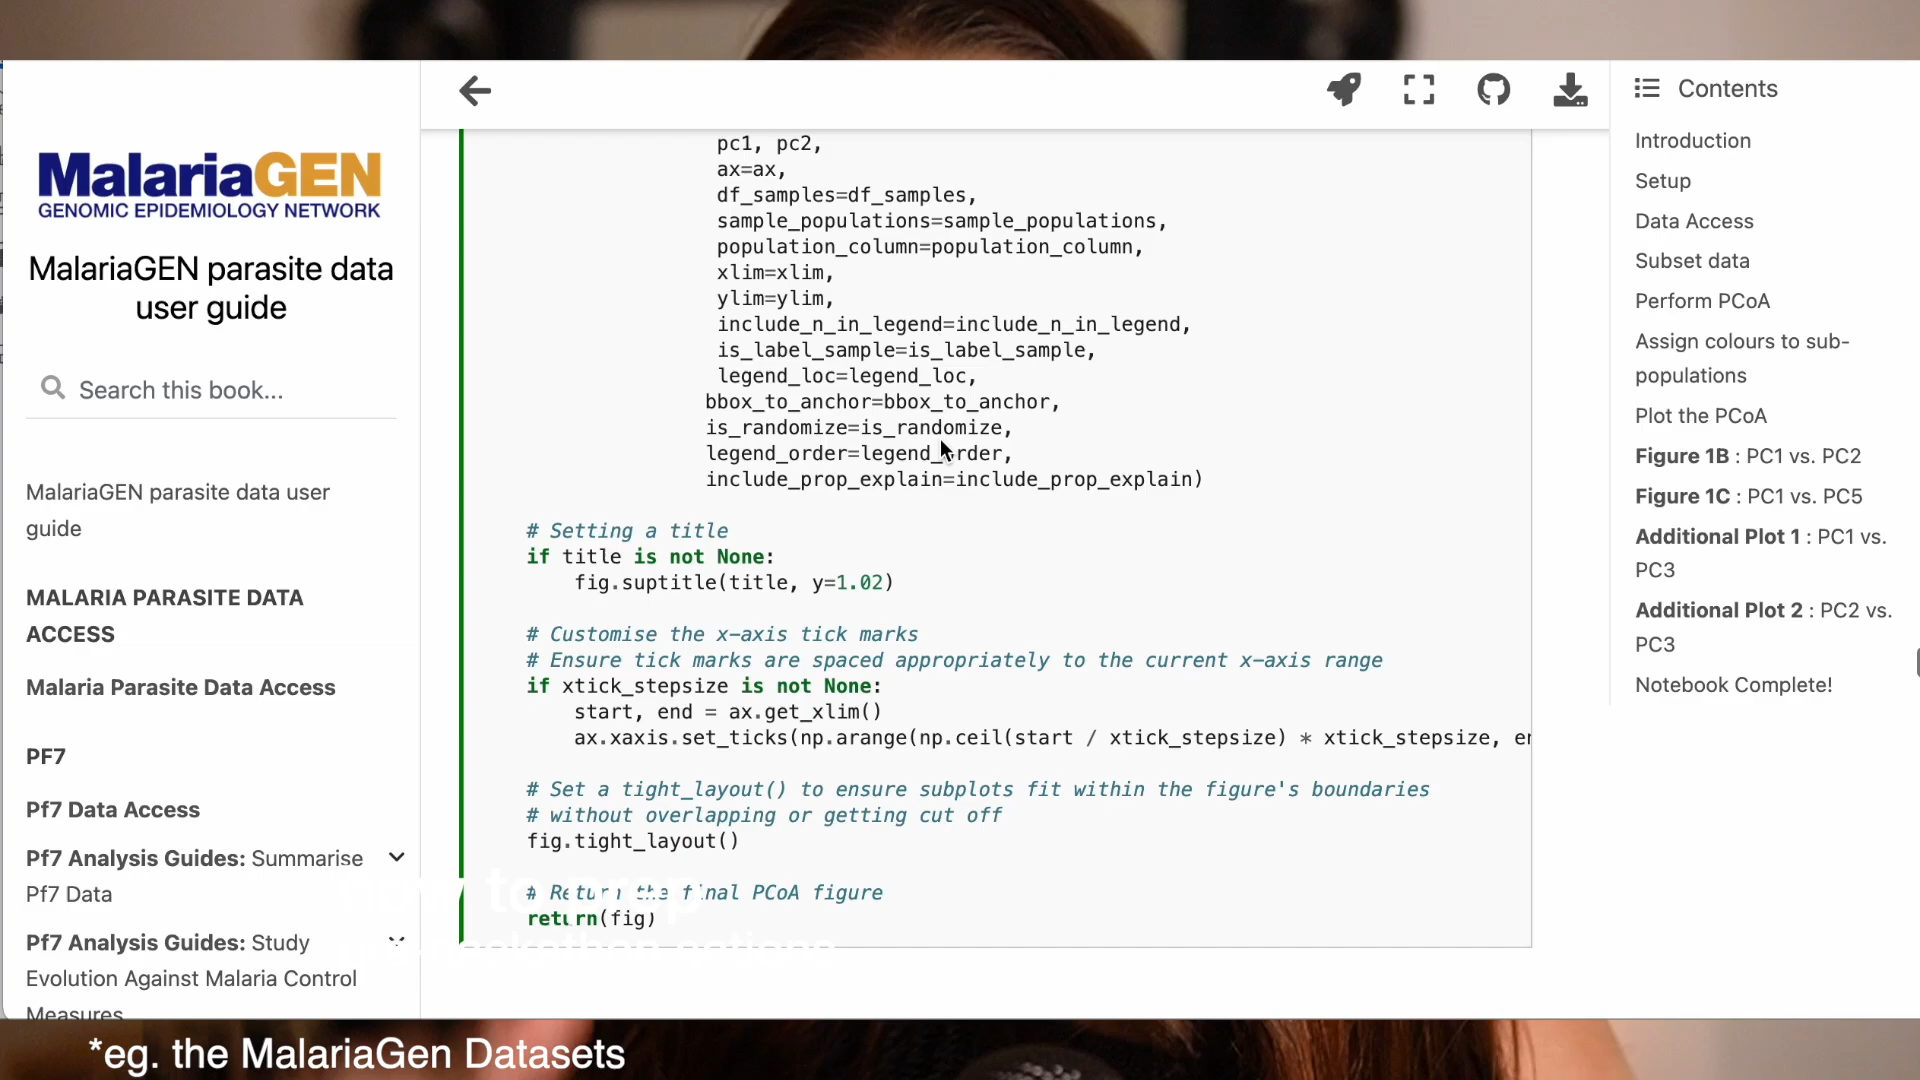 MalariaGEN
GENOMIC EPIDEMIOLOGY NETWORK
MalariaGEN parasite data
user guide
Search this book...
MalariaGEN parasite data user
guide
MALARIA PARASITE DATA
ACCESS
Malaria Parasite Data Access
PF7
Pf7 Data Access
Pf7 Analysis Guides: Summarise
Pf7 Data
Pf7 Analysis Guides: Study
Evolution Against Malaria Control
Measures
pc1, pc2,
ax=ax,
df_samples=df_samples,
sample_populations=sample_populations,
population_column=population_column,
xlim=xlim,
ylim=ylim,
include_n_in_legend=include_n_in_legend,
is_label_sample=is_label_sample,
legend_loc=legend_loc,
bbox_to_anchor=bbox_to_anchor,
is_randomize=is_randomize,
legend_order=legend_order,
include_prop_explain=include_prop_explain)
# Setting a title
if title is not None:
fig.suptitle(title, y=1.02)
# Customise the x-axis tick marks
# Ensure tick marks are spaced appropriately to the current x-axis range
if xtick_stepsize is not None:
start, end = ax.get_xlim()
ax.xaxis.set_ticks(np.arange(np.ceil(start / xtick_stepsize) * xtick_stepsize,
# Set a tight_layout() to ensure subplots fit within the figure's boundaries
# without overlapping or getting cut off
fig.tight_layout()
# Return the final PCoA figure
return(fig)
to prep
Contents
Introduction
Setup
Data Access
Subset data
Perform PCoA
Assign colours to sub-
populations
Plot the PCoA
Figure 1B : PC1 vs. PC2
Figure 1C : PC1 vs. PC5
Additional Plot 1 : PC1 vs.
PC3
Additional Plot 2 : PC2 vs.
PC3
Notebook Complete!
*eg. the MalariaGen Datasets